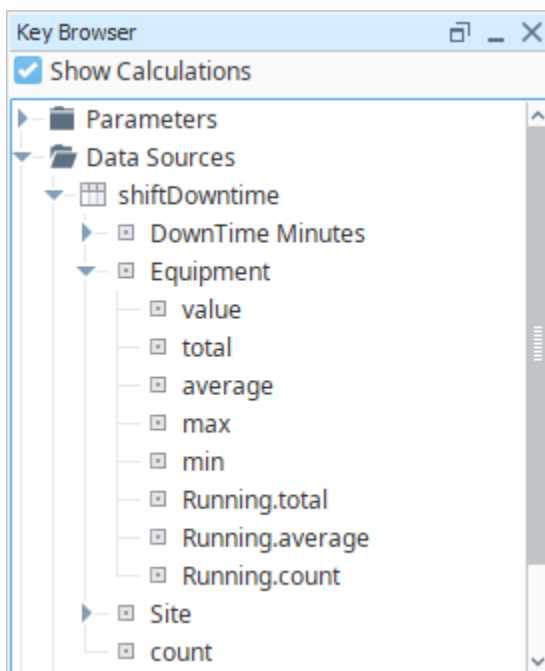 Key Browser
Show Calculations
Parameters
Data Sources
shiftDowntime
DownTime Minutes
Equipment
value
total
average
max
min
Running.total
Running.average
Running.count
Site
count